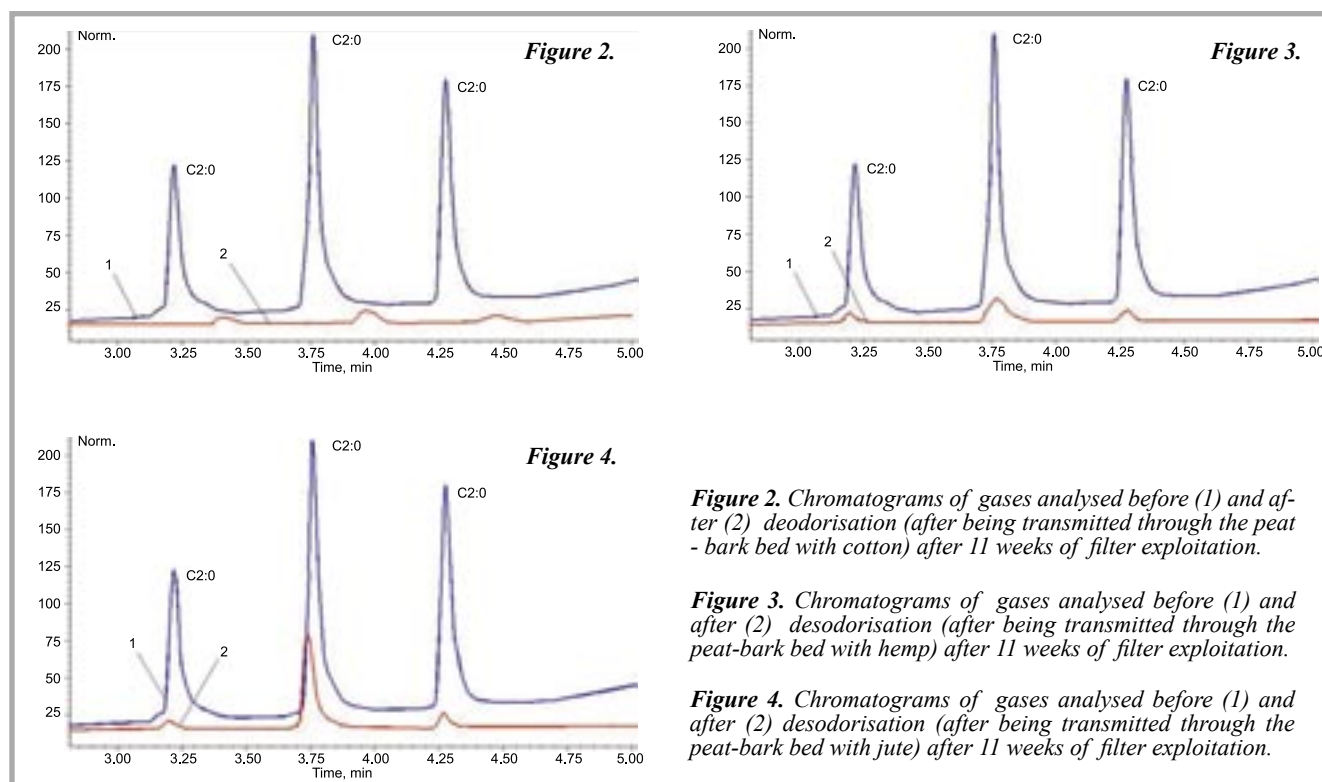 Norm.
Figure 2.
C2:0
C2:0
C2:0
200
175
150
125
100
75
50
25
1
2
3.00 3.25 3.50 3.75 4.00 4.25 4.50 4.75 5.00
Time, min
Norm.
Figure 3.
C2:0
C2:0
C2:0
200
175
150
125
100
75
50
25
2
1
3.00 3.25 3.50 3.75 4.00 4.25 4.50 4.75 5.00
Time, min
Norm.
Figure 4.
C2:0
C2:0
C2:0
200
175
150
125
100
75
50
25
1
2
3.00 3.25 3.50 3.75 4.00 4.25 4.50 4.75 5.00
Time, min
Figure 2. Chromatograms of gases analysed before (1) and af-
ter (2) deodorisation (after being transmitted through the peat
- bark bed with cotton) after 11 weeks of filter exploitation.
Figure 3. Chromatograms of gases analysed before (1) and
after (2) desodorisation (after being transmitted through the
peat-bark bed with hemp) after 11 weeks of filter exploitation.
Figure 4. Chromatograms of gases analysed before (1) and
after (2) desodorisation (after being transmitted through the
peat-bark bed with jute) after 11 weeks of filter exploitation.